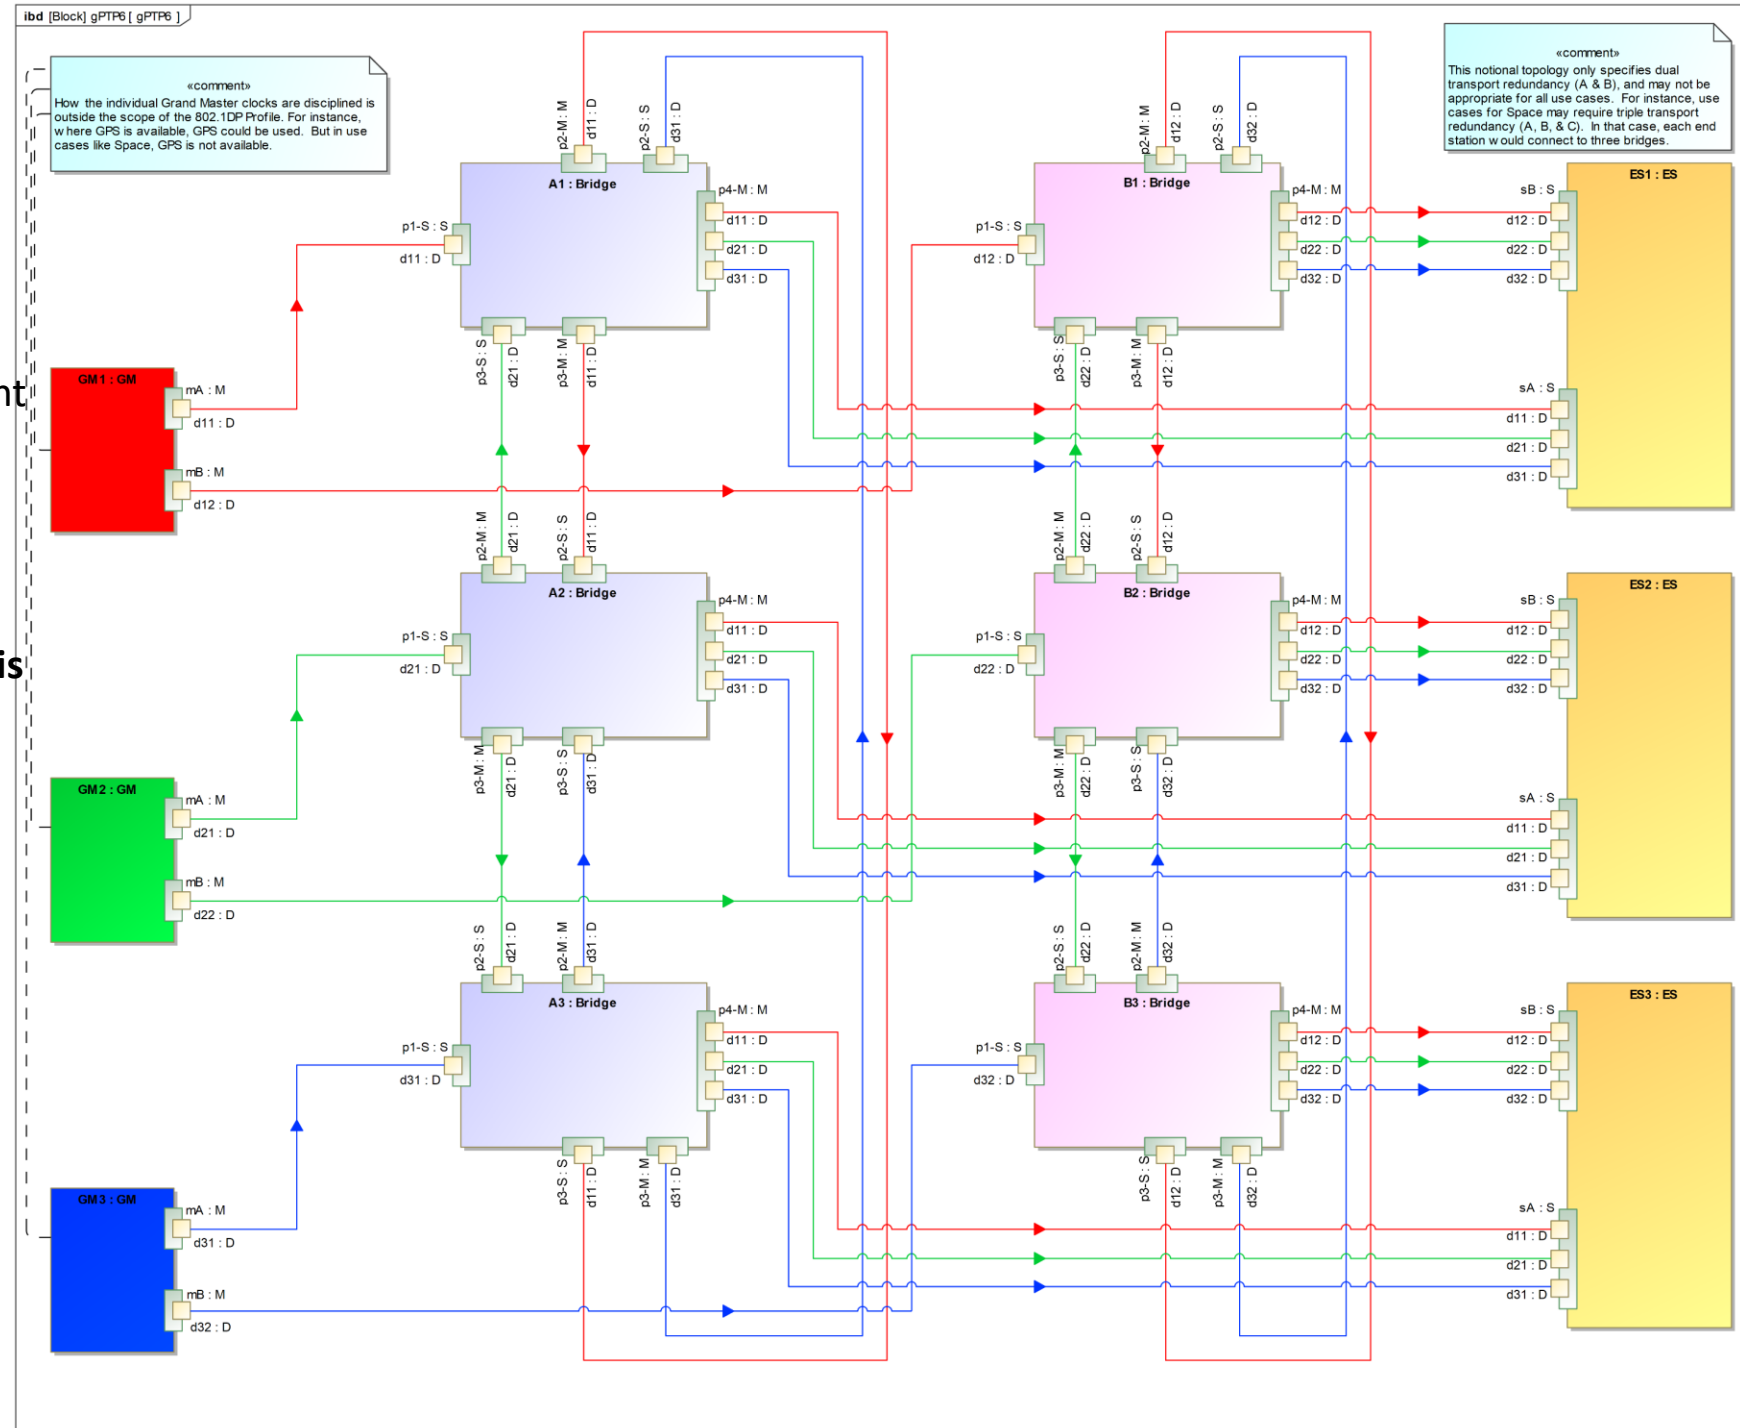 ibd [Block] gPTP6 [ gPTP6 ]
«comment»
How the individual Grand Master clocks are disciplined is
outside the scope of the 802.1DP Profile. For instance,
where GPS is available, GPS could be used. But in use
cases like Space, GPS is not available.
«comment»
This notional topology only specifies dual
transport redundancy (A & B), and may not be
appropriate for all use cases. For instance, use
cases for Space may require triple transport
redundancy (A, B, & C). In that case, each end
station would connect to three bridges.
p2-M : M
d11 : D
p2-S : S
d31 : D
A1 : Bridge
p1-S : S
d11 : D
p4-M : M
d11 : D
d21 : D
d31 : D
p3-S : S
d21 : D
p3-M : M
d11 : D
p2-M : M
d12 : D
p2-S : S
d32 : D
B1 : Bridge
p1-S : S
d12 : D
p4-M : M
d12 : D
d22 : D
d32 : D
p3-S : S
d22 : D
p3-M : M
d12 : D
ES1 : ES
sB : S
d12 : D
d22 : D
d32 : D
sA : S
d11 : D
d21 : D
d31 : D
nt
GM1 : GM
mA : M
d11 : D
mB : M
d12 : D
p2-M : M
d21 : D
p2-S : S
d11 : D
A2 : Bridge
p1-S : S
d21 : D
p4-M : M
d11 : D
d21 : D
d31 : D
p3-M : M
d21 : D
p3-S : S
d31 : D
p2-M : M
d22 : D
p2-S : S
d12 : D
B2 : Bridge
p1-S : S
d22 : D
p4-M : M
d12 : D
d22 : D
d32 : D
p3-M : M
d22 : D
p3-S : S
d32 : D
ES2 : ES
sB : S
d12 : D
d22 : D
d32 : D
sA : S
d11 : D
d21 : D
d31 : D
is
GM2 : GM
mA : M
d21 : D
mB : M
d22 : D
p2-S : S
d21 : D
p2-M : M
d31 : D
A3 : Bridge
p1-S : S
d31 : D
p4-M : M
d11 : D
d21 : D
d31 : D
p3-S : S
d11 : D
p3-M : M
d31 : D
p2-S : S
d22 : D
p2-M : M
d32 : D
B3 : Bridge
p1-S : S
d32 : D
p4-M : M
d12 : D
d22 : D
d32 : D
p3-S : S
d12 : D
p3-M : M
d32 : D
ES3 : ES
sB : S
d12 : D
d22 : D
d32 : D
sA : S
d11 : D
d21 : D
d31 : D
GM3 : GM
mA : M
d31 : D
mB : M
d32 : D